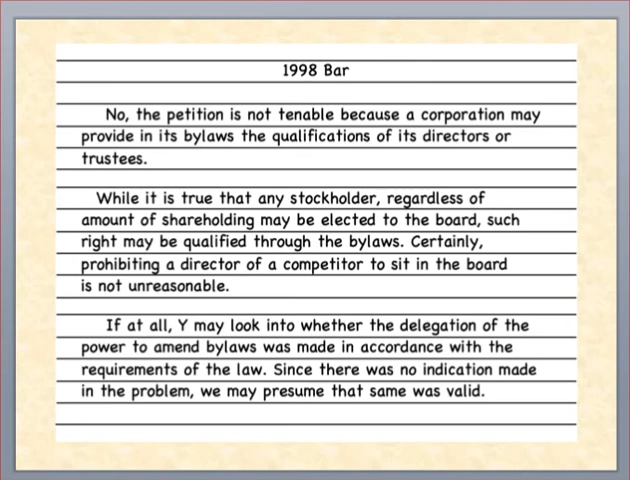 1998 Bar
No, the petition is not tenable because a corporation may
provide in its bylaws the qualifications of its directors or
trustees.
While it is true that any stockholder, regardless of
amount of shareholding may be elected to the board, such
right may be qualified through the bylaws. Certainly,
prohibiting a director of a competitor to sit in the board
is not unreasonable.
If at all, Y may look into whether the delegation of the
power to amend bylaws was made in accordance with the
requirements of the law. Since there was no indication made
in the problem, we may presume that same was valid.